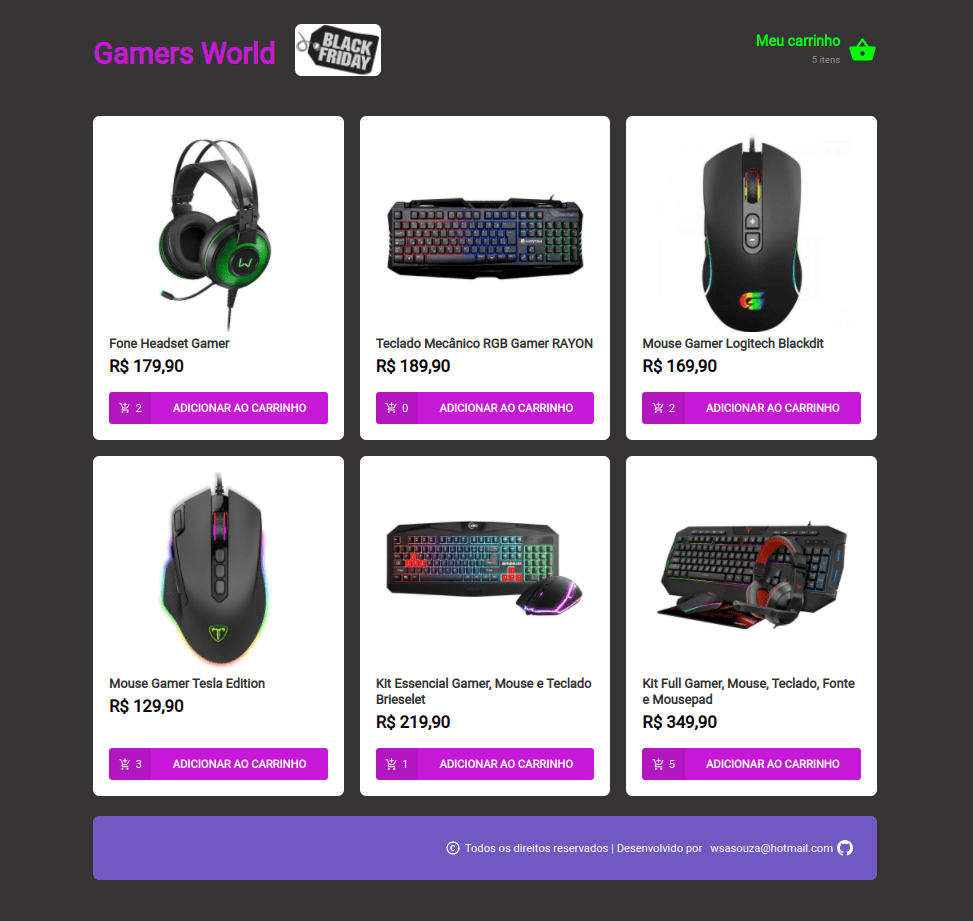 Gamers World
BLACK
FRIDAY
Meu carrinho
5 itens
Fone Headset Gamer
R$ 179,90
2 ADICIONAR AO CARRINHO
Teclado Mecânico RGB Gamer RAYON
R$ 189,90
0 ADICIONAR AO CARRINHO
Mouse Gamer Logitech Blackdit
R$ 169,90
2 ADICIONAR AO CARRINHO
Mouse Gamer Tesla Edition
R$ 129,90
3 ADICIONAR AO CARRINHO
Kit Essencial Gamer, Mouse e Teclado
Brieselet
R$ 219,90
1 ADICIONAR AO CARRINHO
Kit Full Gamer, Mouse, Teclado, Fonte
e Mousepad
R$ 349,90
5 ADICIONAR AO CARRINHO
© Todos os direitos reservados | Desenvolvido por wsasouza@hotmail.com